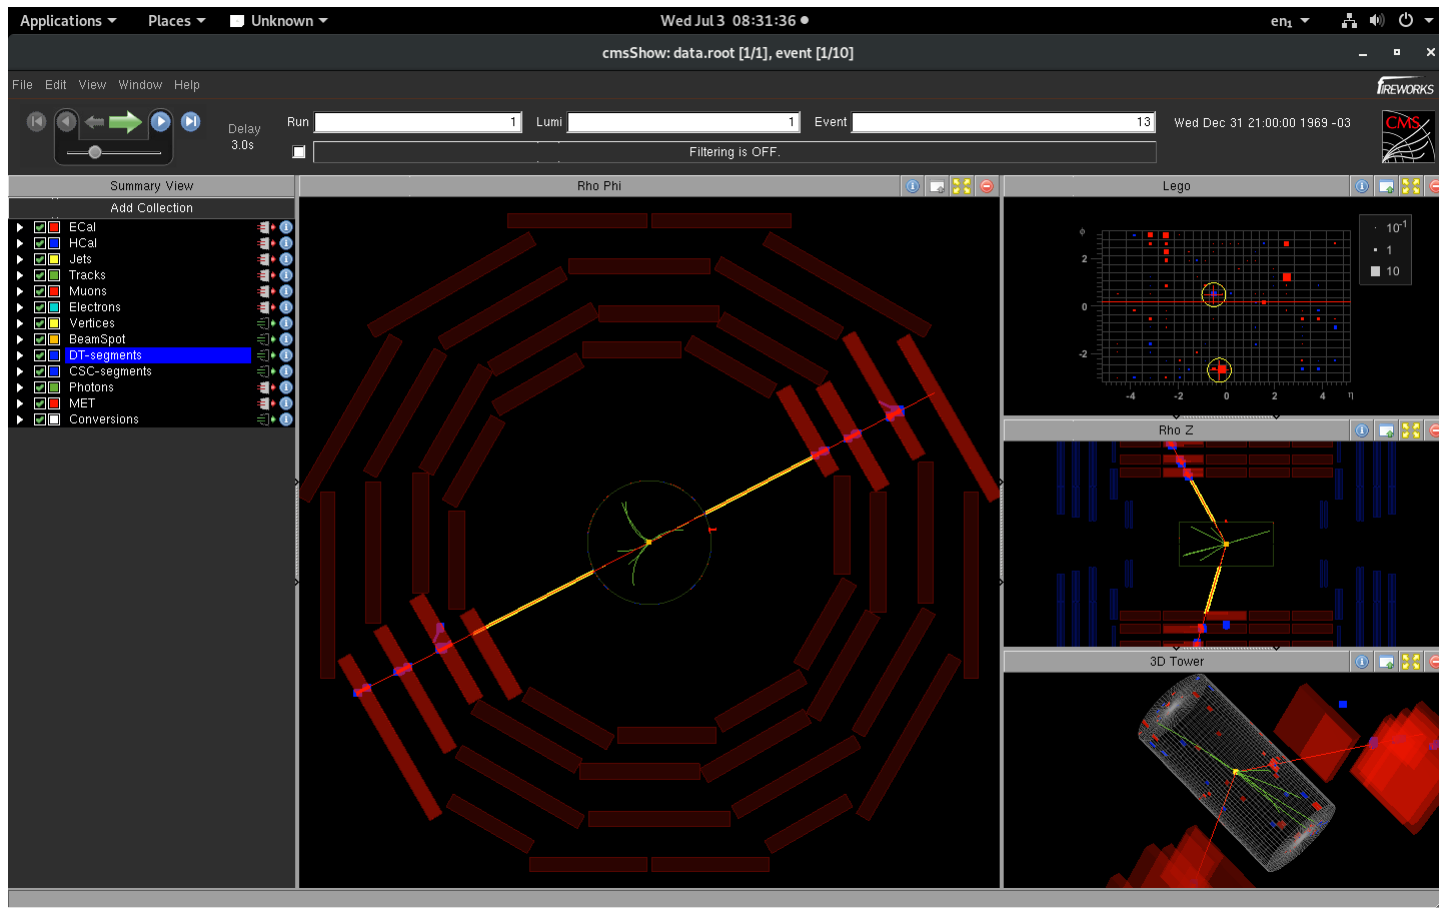 Applications Places Unknown Wed Jul 3 08:31:36 en₁
cmsShow: data.root [1/1], event [1/10]
File Edit View Window Help FIREWORKS
Delay
3.0s
Run 1 Lumi 1 Event 13 Wed Dec 31 21:00:00 1969 -03
CMS
Filtering is OFF.
Summary View
Add Collection
ECal
HCal
Jets
Tracks
Muons
Electrons
Vertices
BeamSpot
DT-segments
CSC-segments
Photons
MET
Conversions
Rho Phi
Lego
φ
2
0
-2
-4 -2 0 2 4 η
10⁻¹
1
10
Rho Z
3D Tower